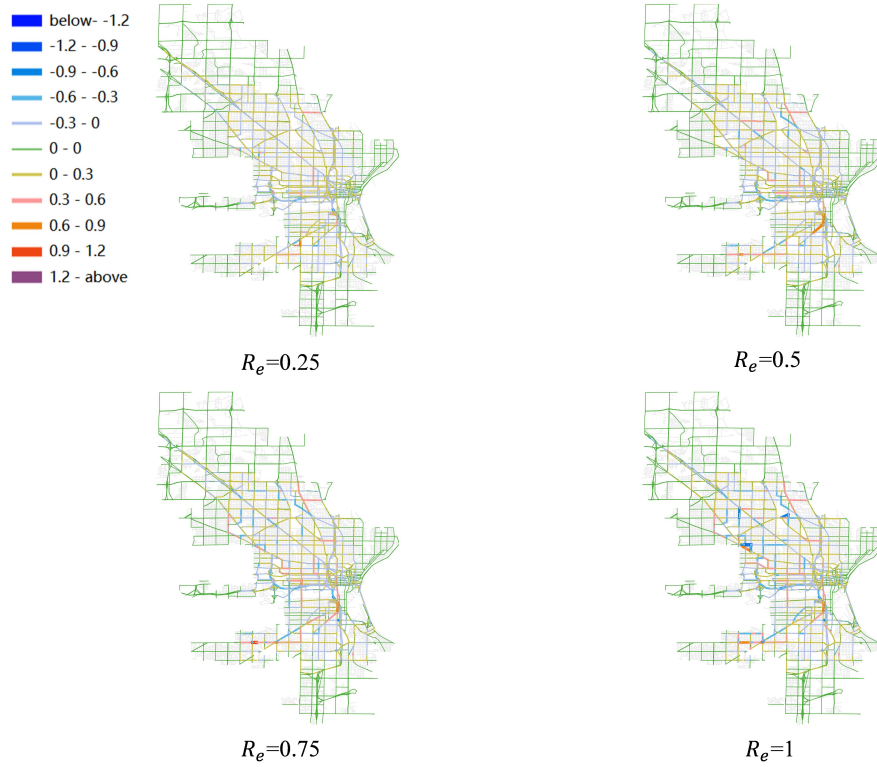 below- -1.2
-1.2 - -0.9
-0.9 - -0.6
-0.6 - -0.3
-0.3 - 0
0 - 0
0 - 0.3
0.3 - 0.6
0.6 - 0.9
0.9 - 1.2
1.2 - above
Re=0.25
Re=0.5
Re=0.75
Re=1